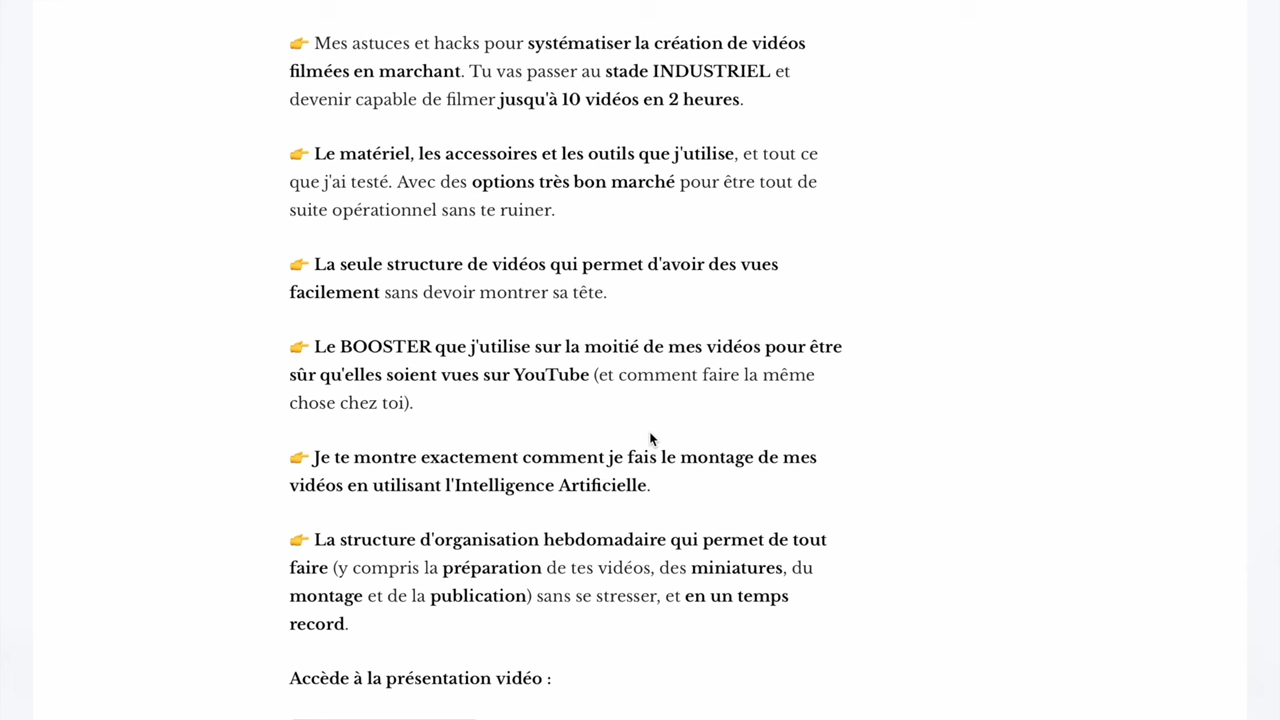 👉 Mes astuces et hacks pour systématiser la création de vidéos
filmées en marchant. Tu vas passer au stade INDUSTRIEL et
devenir capable de filmer jusqu'à 10 vidéos en 2 heures.
👉 Le matériel, les accessoires et les outils que j'utilise, et tout ce
que j'ai testé. Avec des options très bon marché pour être tout de
suite opérationnel sans te ruiner.
👉 La seule structure de vidéos qui permet d'avoir des vues
facilement sans devoir montrer sa tête.
👉 Le BOOSTER que j'utilise sur la moitié de mes vidéos pour être
sûr qu'elles soient vues sur YouTube (et comment faire la même
chose chez toi).
👉 Je te montre exactement comment je fais le montage de mes
vidéos en utilisant l'Intelligence Artificielle.
👉 La structure d'organisation hebdomadaire qui permet de tout
faire (y compris la préparation de tes vidéos, des miniatures, du
montage et de la publication) sans se stresser, et en un temps
record.
Accède à la présentation vidéo :